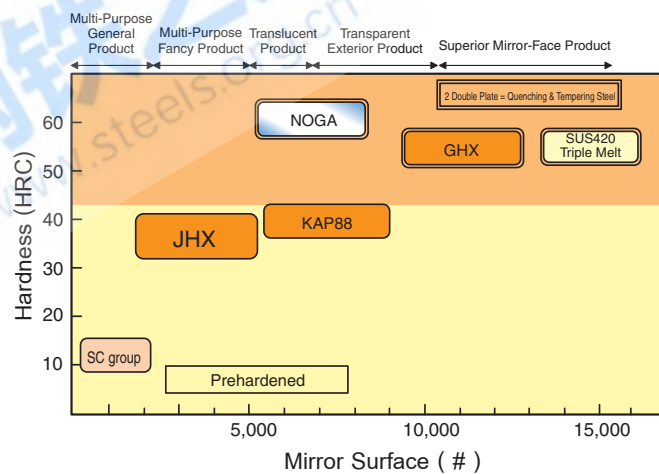 Multi-Purpose
General
Product
Multi-Purpose
Fancy Product
Translucent
Product
Transparent
Exterior Product
Superior Mirror-Face Product
2 Double Plate = Quenching & Tempering Steel
NOGA
GHX
SUS420
Triple Melt
KAP88
JHX
SC group
Prehardened
Hardness (HRC)
60
50
40
30
20
10
5,000
10,000
15,000
Mirror Surface ( # )
www.steels.org.cn